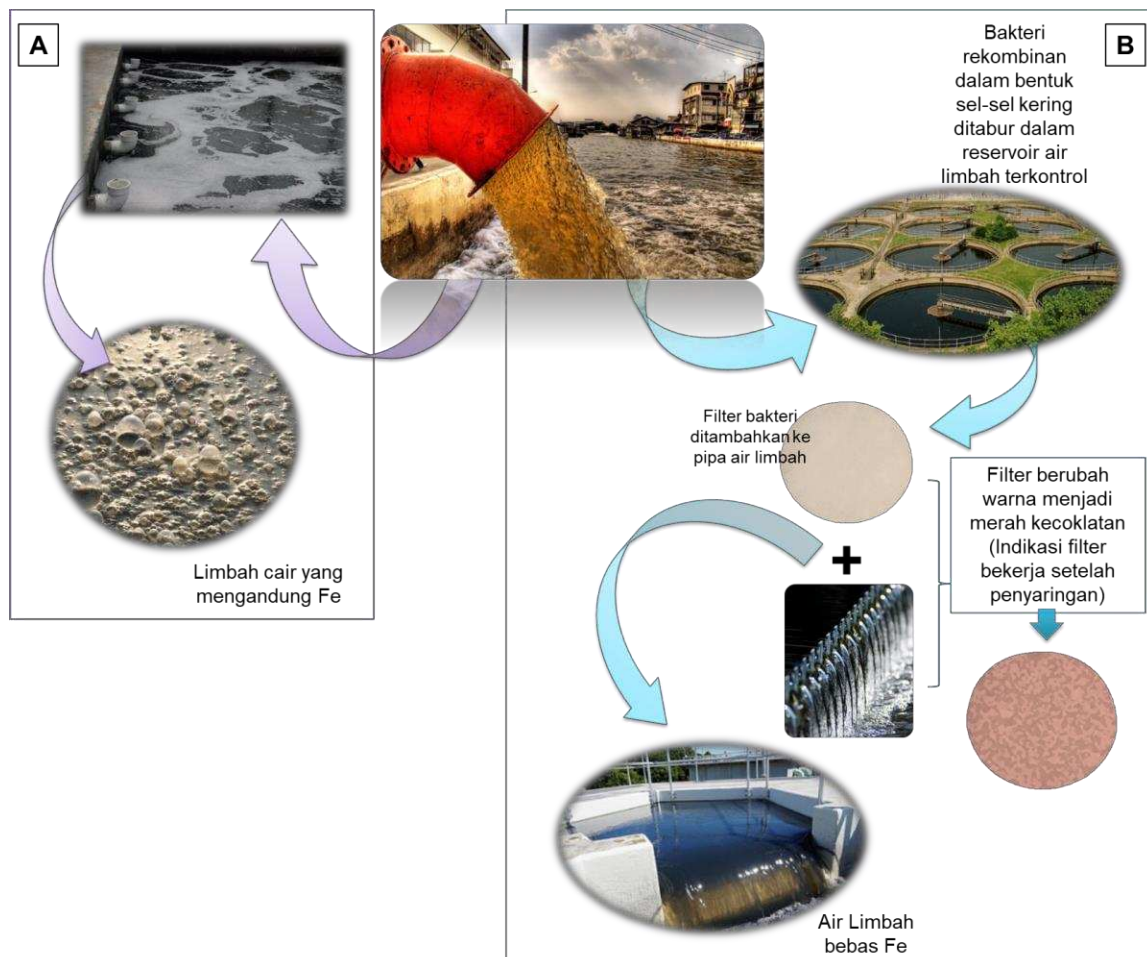 A
Limbah cair yang
mengandung Fe
B
Bakteri
rekombinan
dalam bentuk
sel-sel kering
ditabur dalam
reservoir air
limbah terkontrol
Filter bakteri
ditambahkan ke
pipa air limbah
+
Filter berubah
warna menjadi
merah kecoklatan
(Indikasi filter
bekerja setelah
penyaringan)
Air Limbah
bebas Fe